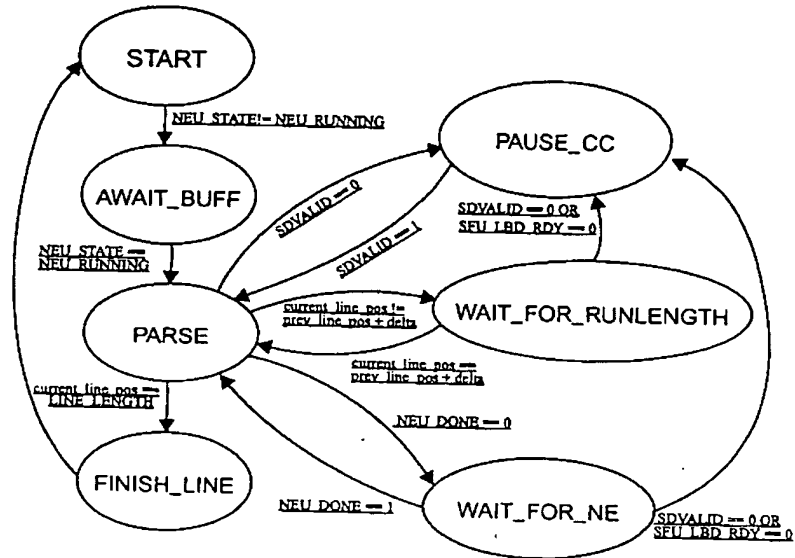 START
NEU_STATE!= NEU_RUNNING
PAUSE_CC
AWAIT_BUFF
SDVALID == 0
SDVALID == 0 OR
SFU_LBD_RDY == 0
NEU_STATE ==
NEU_RUNNING
SDVALID == 1
current_line_pos !=
prev_line_pos + delta
WAIT_FOR_RUNLENGTH
PARSE
current_line_pos ==
prev_line_pos + delta
current_line_pos ==
LINE_LENGTH
NEU_DONE == 0
FINISH_LINE
NEU_DONE == 1
WAIT_FOR_NE
SDVALID == 0 OR
SFU_LBD_RDY == 0